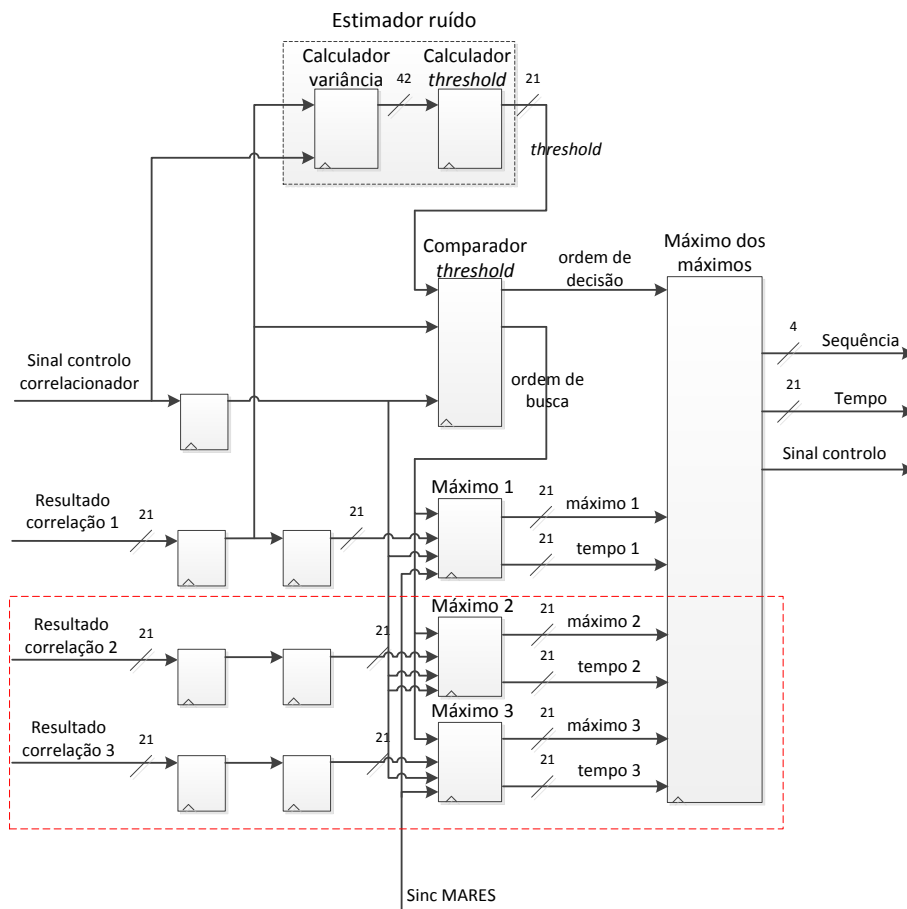 Estimador ruído
Calculador
variância
42
Calculador
threshold
21
threshold
Comparador
threshold
ordem de
decisão
Máximo dos
máximos
4
Sequência
Sinal controlo
correlacionador
ordem de
busca
21
Tempo
Sinal controlo
Resultado
correlação 1
21
21
Máximo 1
21
máximo 1
21
tempo 1
Resultado
correlação 2
21
21
Máximo 2
21
máximo 2
21
tempo 2
Resultado
correlação 3
21
21
Máximo 3
21
máximo 3
21
tempo 3
Sinc MARES